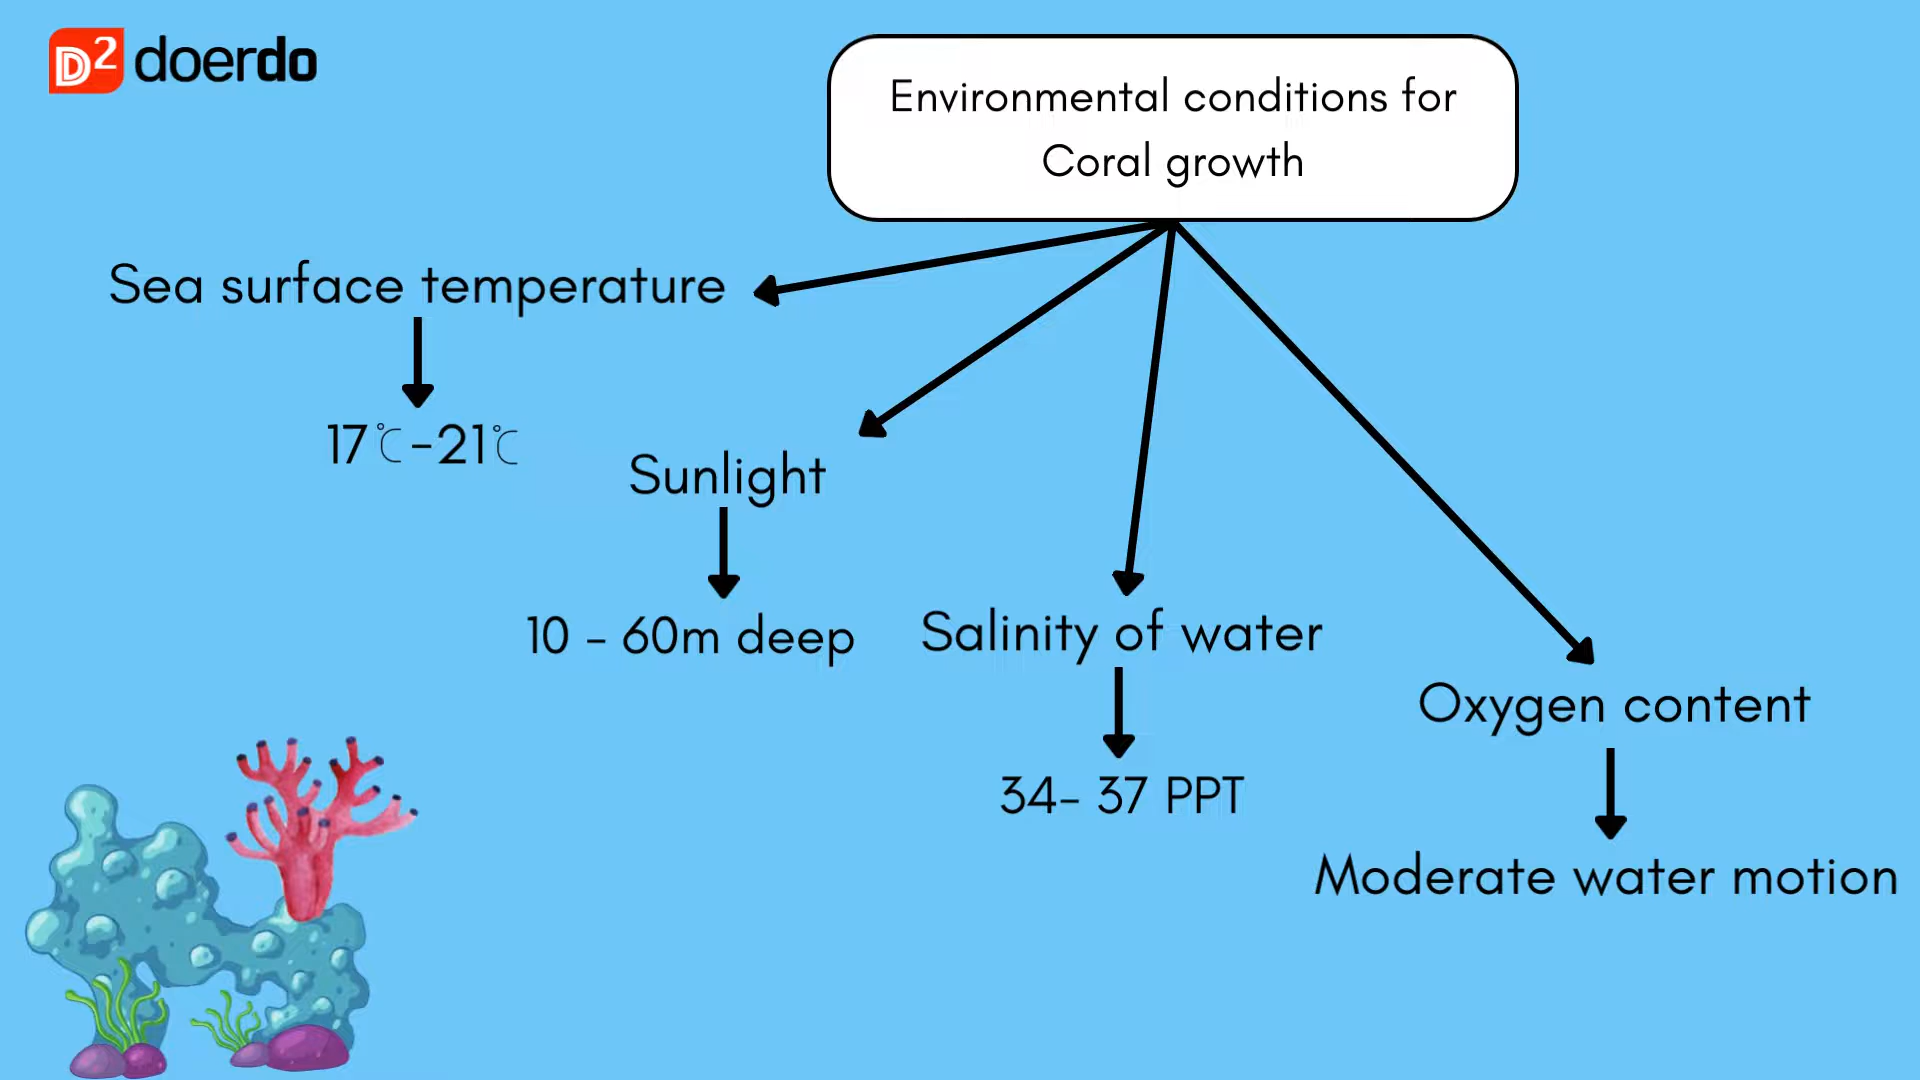 D2 doerdo
Environmental conditions for
Coral growth
Sea surface temperature
17℃-21℃
Sunlight
10 - 60m deep
Salinity of water
34- 37 PPT
Oxygen content
Moderate water motion